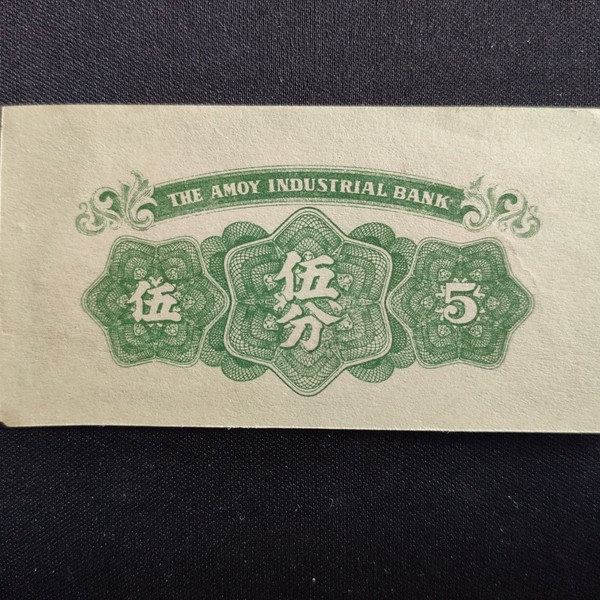 THE AMOY INDUSTRIAL BANK
伍
伍分
5